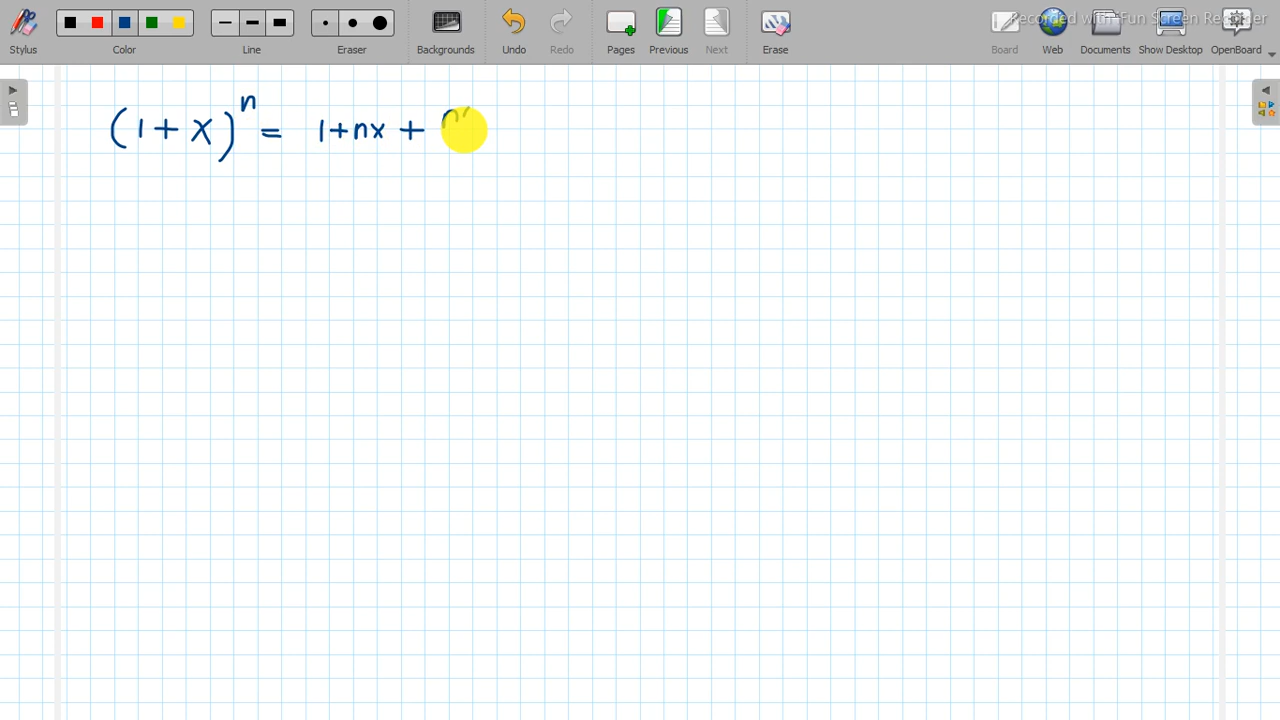 Stylus Color Line Eraser Backgrounds Undo Redo Pages Previous Next Erase Board Web Documents Show Desktop OpenBoard
Recorded with Fun Screen Recorder
(1 + x)^n = 1 + nx + n